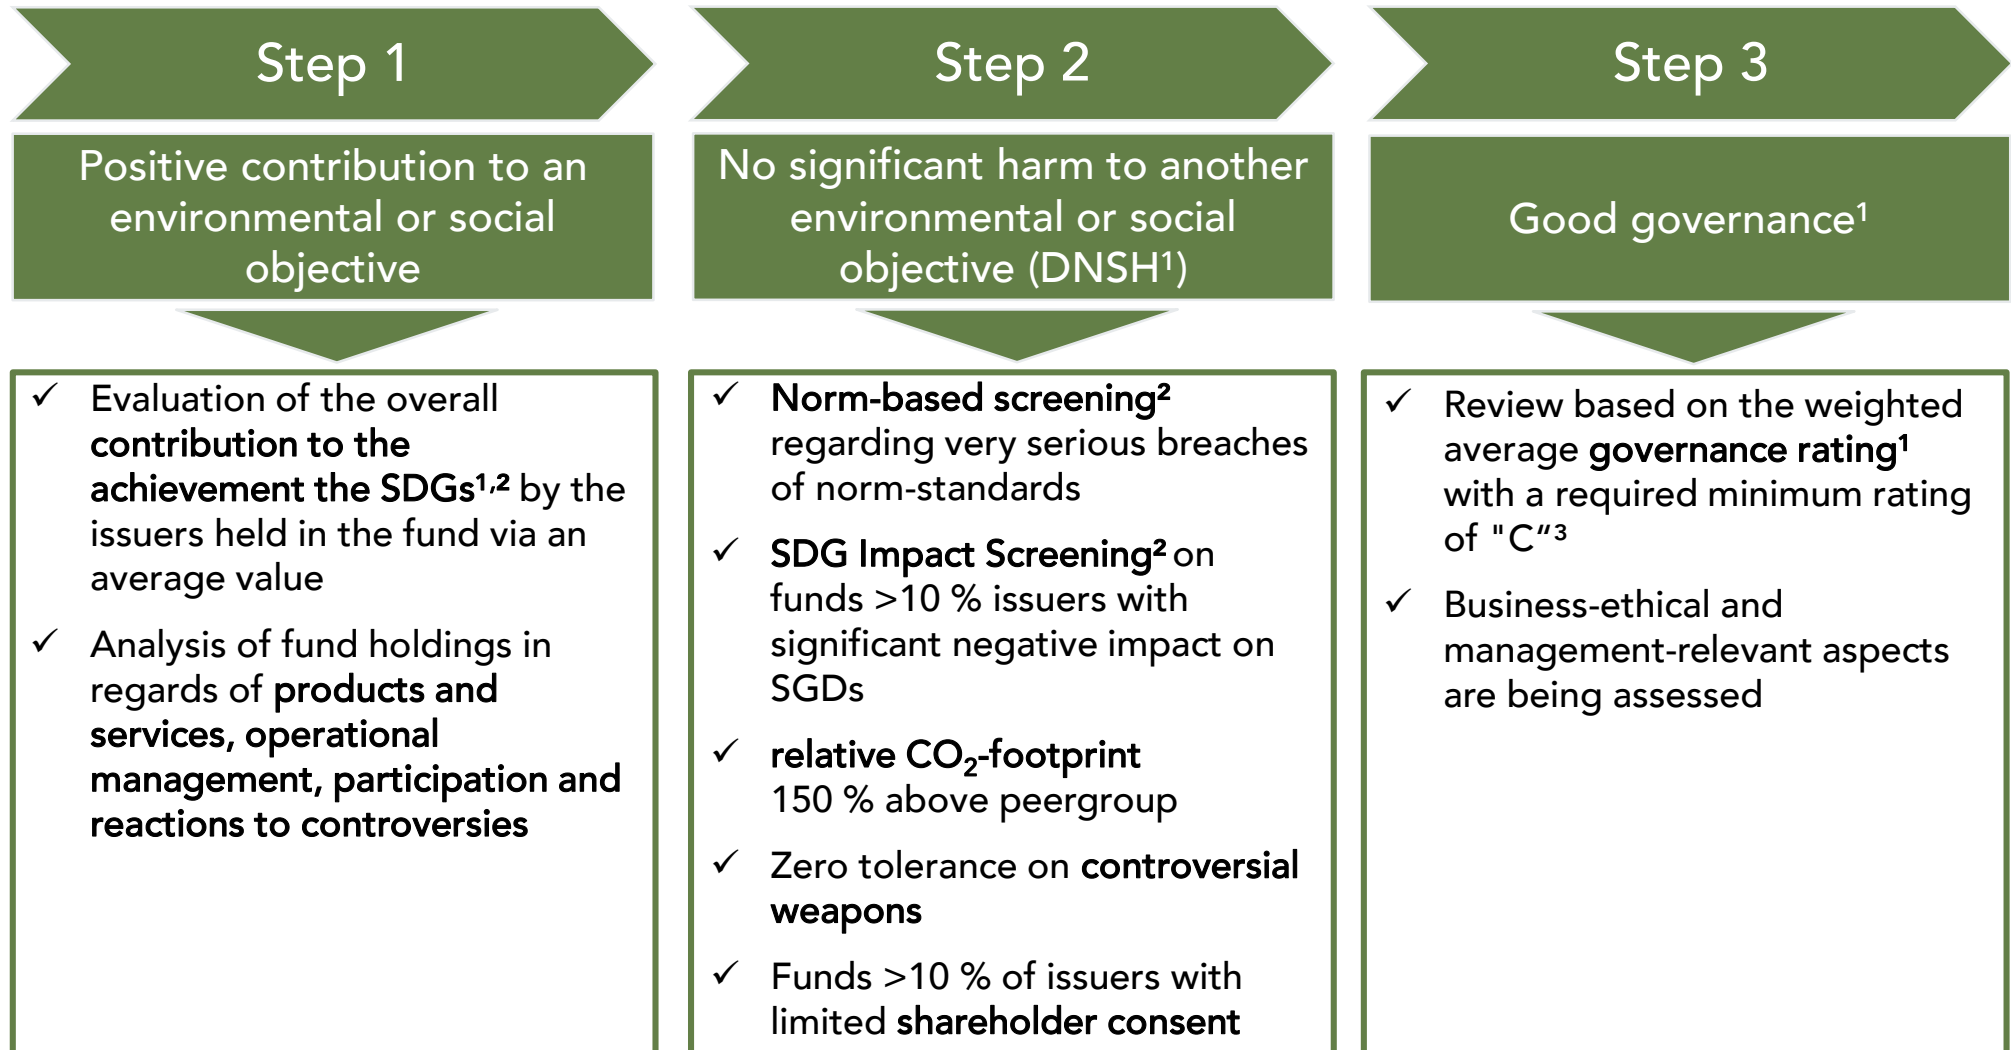 Step 1
Positive contribution to an
environmental or social
objective
✓ Evaluation of the overall
contribution to the
achievement the SDGs¹,² by the
issuers held in the fund via an
average value
✓ Analysis of fund holdings in
regards of products and
services, operational
management, participation and
reactions to controversies
Step 2
No significant harm to another
environmental or social
objective (DNSH¹)
✓ Norm-based screening²
regarding very serious breaches
of norm-standards
✓ SDG Impact Screening² on
funds >10 % issuers with
significant negative impact on
SGDs
✓ relative CO₂-footprint
150 % above peergroup
✓ Zero tolerance on controversial
weapons
✓ Funds >10 % of issuers with
limited shareholder consent
Step 3
Good governance¹
✓ Review based on the weighted
average governance rating¹
with a required minimum rating
of "C“³
✓ Business-ethical and
management-relevant aspects
are being assessed